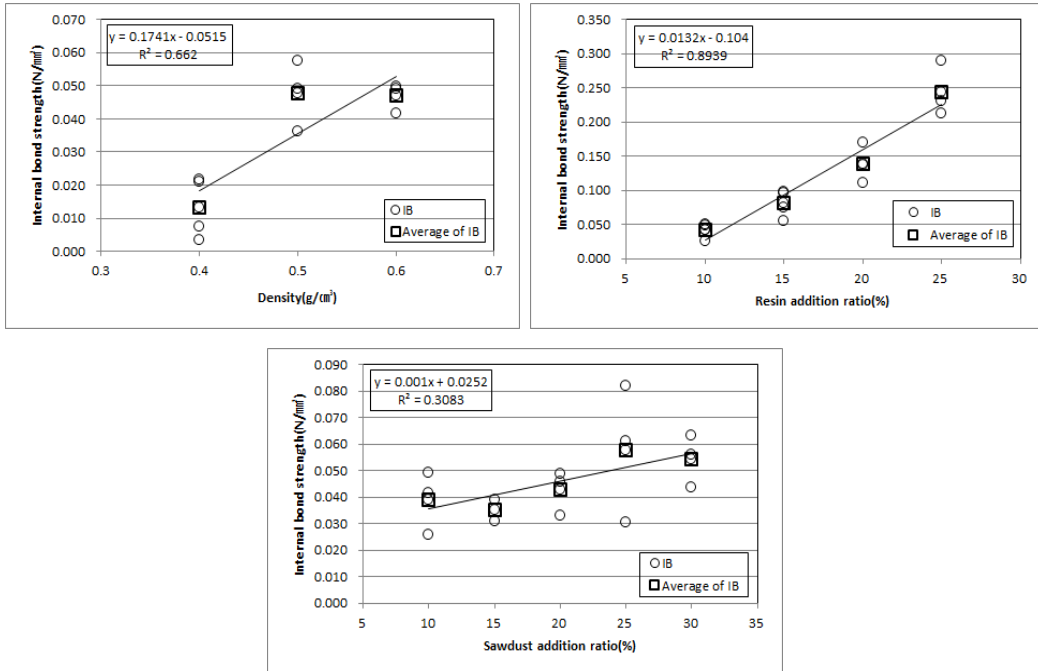 y = 0.1741x - 0.0515
R² = 0.662
Internal bond strength(N/㎟)
0.070
0.060
0.050
0.040
0.030
0.020
0.010
0.000
0.3
0.4
0.5
0.6
0.7
Density(g/㎤)
IB
Average of IB
y = 0.0132x - 0.104
R² = 0.8939
Internal bond strength(N/㎟)
0.350
0.300
0.250
0.200
0.150
0.100
0.050
0.000
5
10
15
20
25
30
Resin addition ratio(%)
IB
Average of IB
y = 0.001x + 0.0252
R² = 0.3083
Internal bond strength(N/㎟)
0.090
0.080
0.070
0.060
0.050
0.040
0.030
0.020
0.010
0.000
5
10
15
20
25
30
35
Sawdust addition ratio(%)
IB
Average of IB